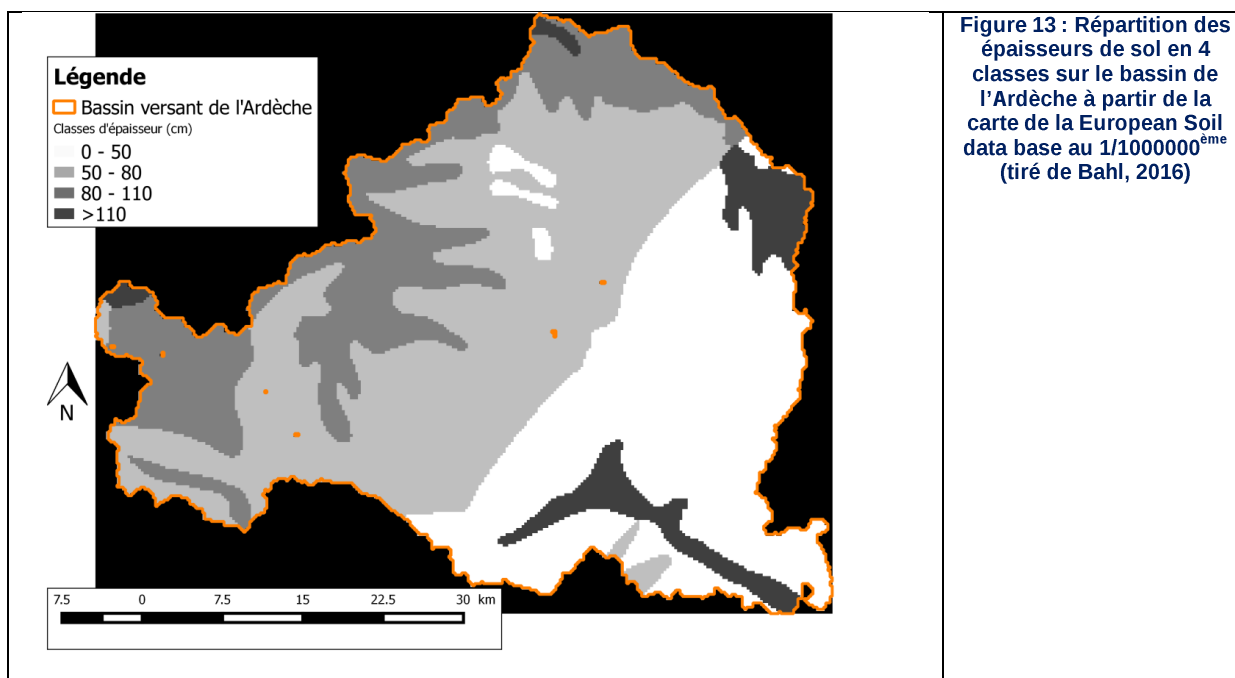 Légende
Bassin versant de l'Ardèche
Classes d'épaisseur (cm)
0 - 50
50 - 80
80 - 110
>110
N
7.5 0 7.5 15 22.5 30 km
Figure 13 : Répartition des
épaisseurs de sol en 4
classes sur le bassin de
l’Ardèche à partir de la
carte de la European Soil
data base au 1/1000000ème
(tiré de Bahl, 2016)